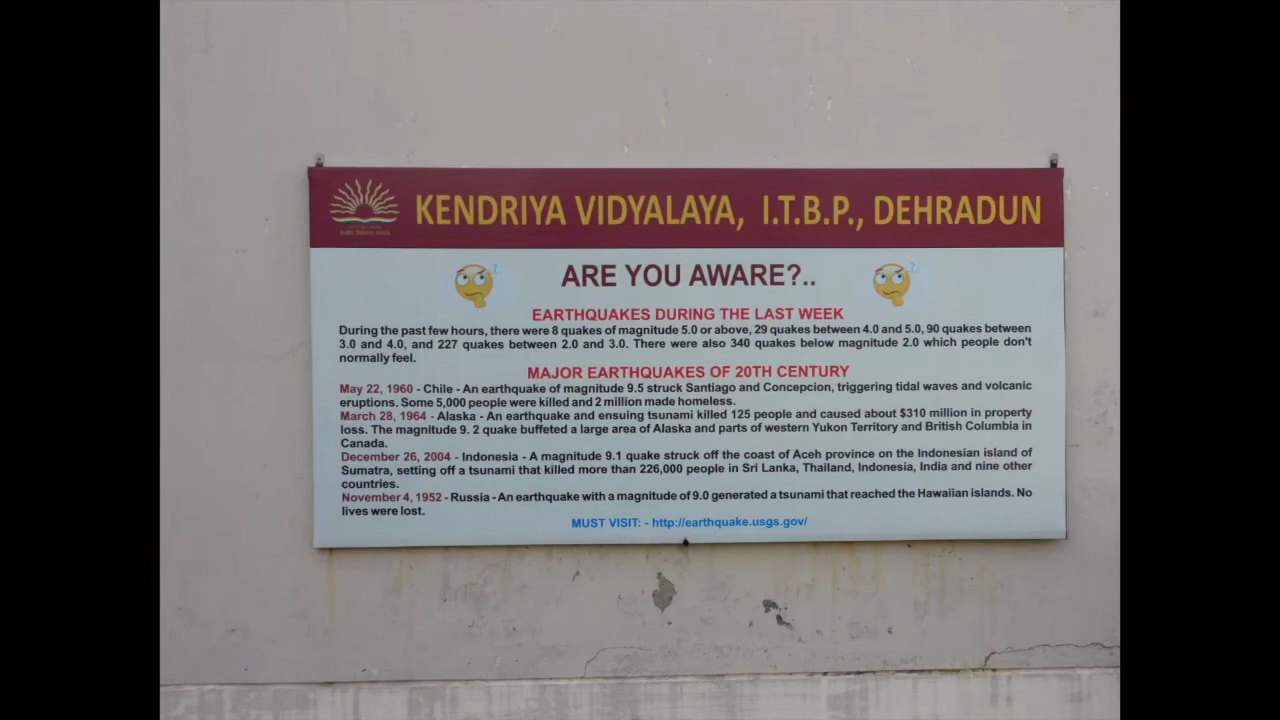 KENDRIYA VIDYALAYA, I.T.B.P., DEHRADUN
ARE YOU AWARE?..
EARTHQUAKES DURING THE LAST WEEK
During the past few hours, there were 8 quakes of magnitude 5.0 or above, 29 quakes between 4.0 and 5.0, 90 quakes between
3.0 and 4.0, and 227 quakes between 2.0 and 3.0. There were also 340 quakes below magnitude 2.0 which people don't
normally feel.
MAJOR EARTHQUAKES OF 20TH CENTURY
May 22, 1960 - Chile - An earthquake of magnitude 9.5 struck Santiago and Concepcion, triggering tidal waves and volcanic
eruptions. Some 5,000 people were killed and 2 million made homeless.
March 28, 1964 - Alaska - An earthquake and ensuing tsunami killed 125 people and caused about $310 million in property
loss. The magnitude 9. 2 quake buffeted a large area of Alaska and parts of western Yukon Territory and British Columbia in
Canada.
December 26, 2004 - Indonesia - A magnitude 9.1 quake struck off the coast of Aceh province on the Indonesian island of
Sumatra, setting off a tsunami that killed more than 226,000 people in Sri Lanka, Thailand, Indonesia, India and nine other
countries.
November 4, 1952 - Russia - An earthquake with a magnitude of 9.0 generated a tsunami that reached the Hawaiian islands. No
lives were lost.
MUST VISIT: - http://earthquake.usgs.gov/